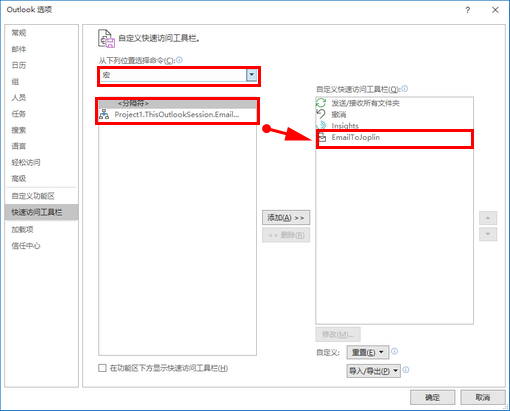 Outlook 选项
?
常规
邮件
日历
组
人员
任务
搜索
语言
轻松访问
高级
自定义功能区
快速访问工具栏
加载项
信任中心
自定义快速访问工具栏。
从下列位置选择命令(C):
宏
<分隔符>
Project1.ThisOutlookSession.Email...
添加(A) >>
<< 删除(R)
自定义快速访问工具栏(Q):
发送/接收所有文件夹
撤消
Insights
EmailToJoplin
修改(M)...
自定义:
重置(E)
导入/导出(P)
在功能区下方显示快速访问工具栏(H)
确定
取消